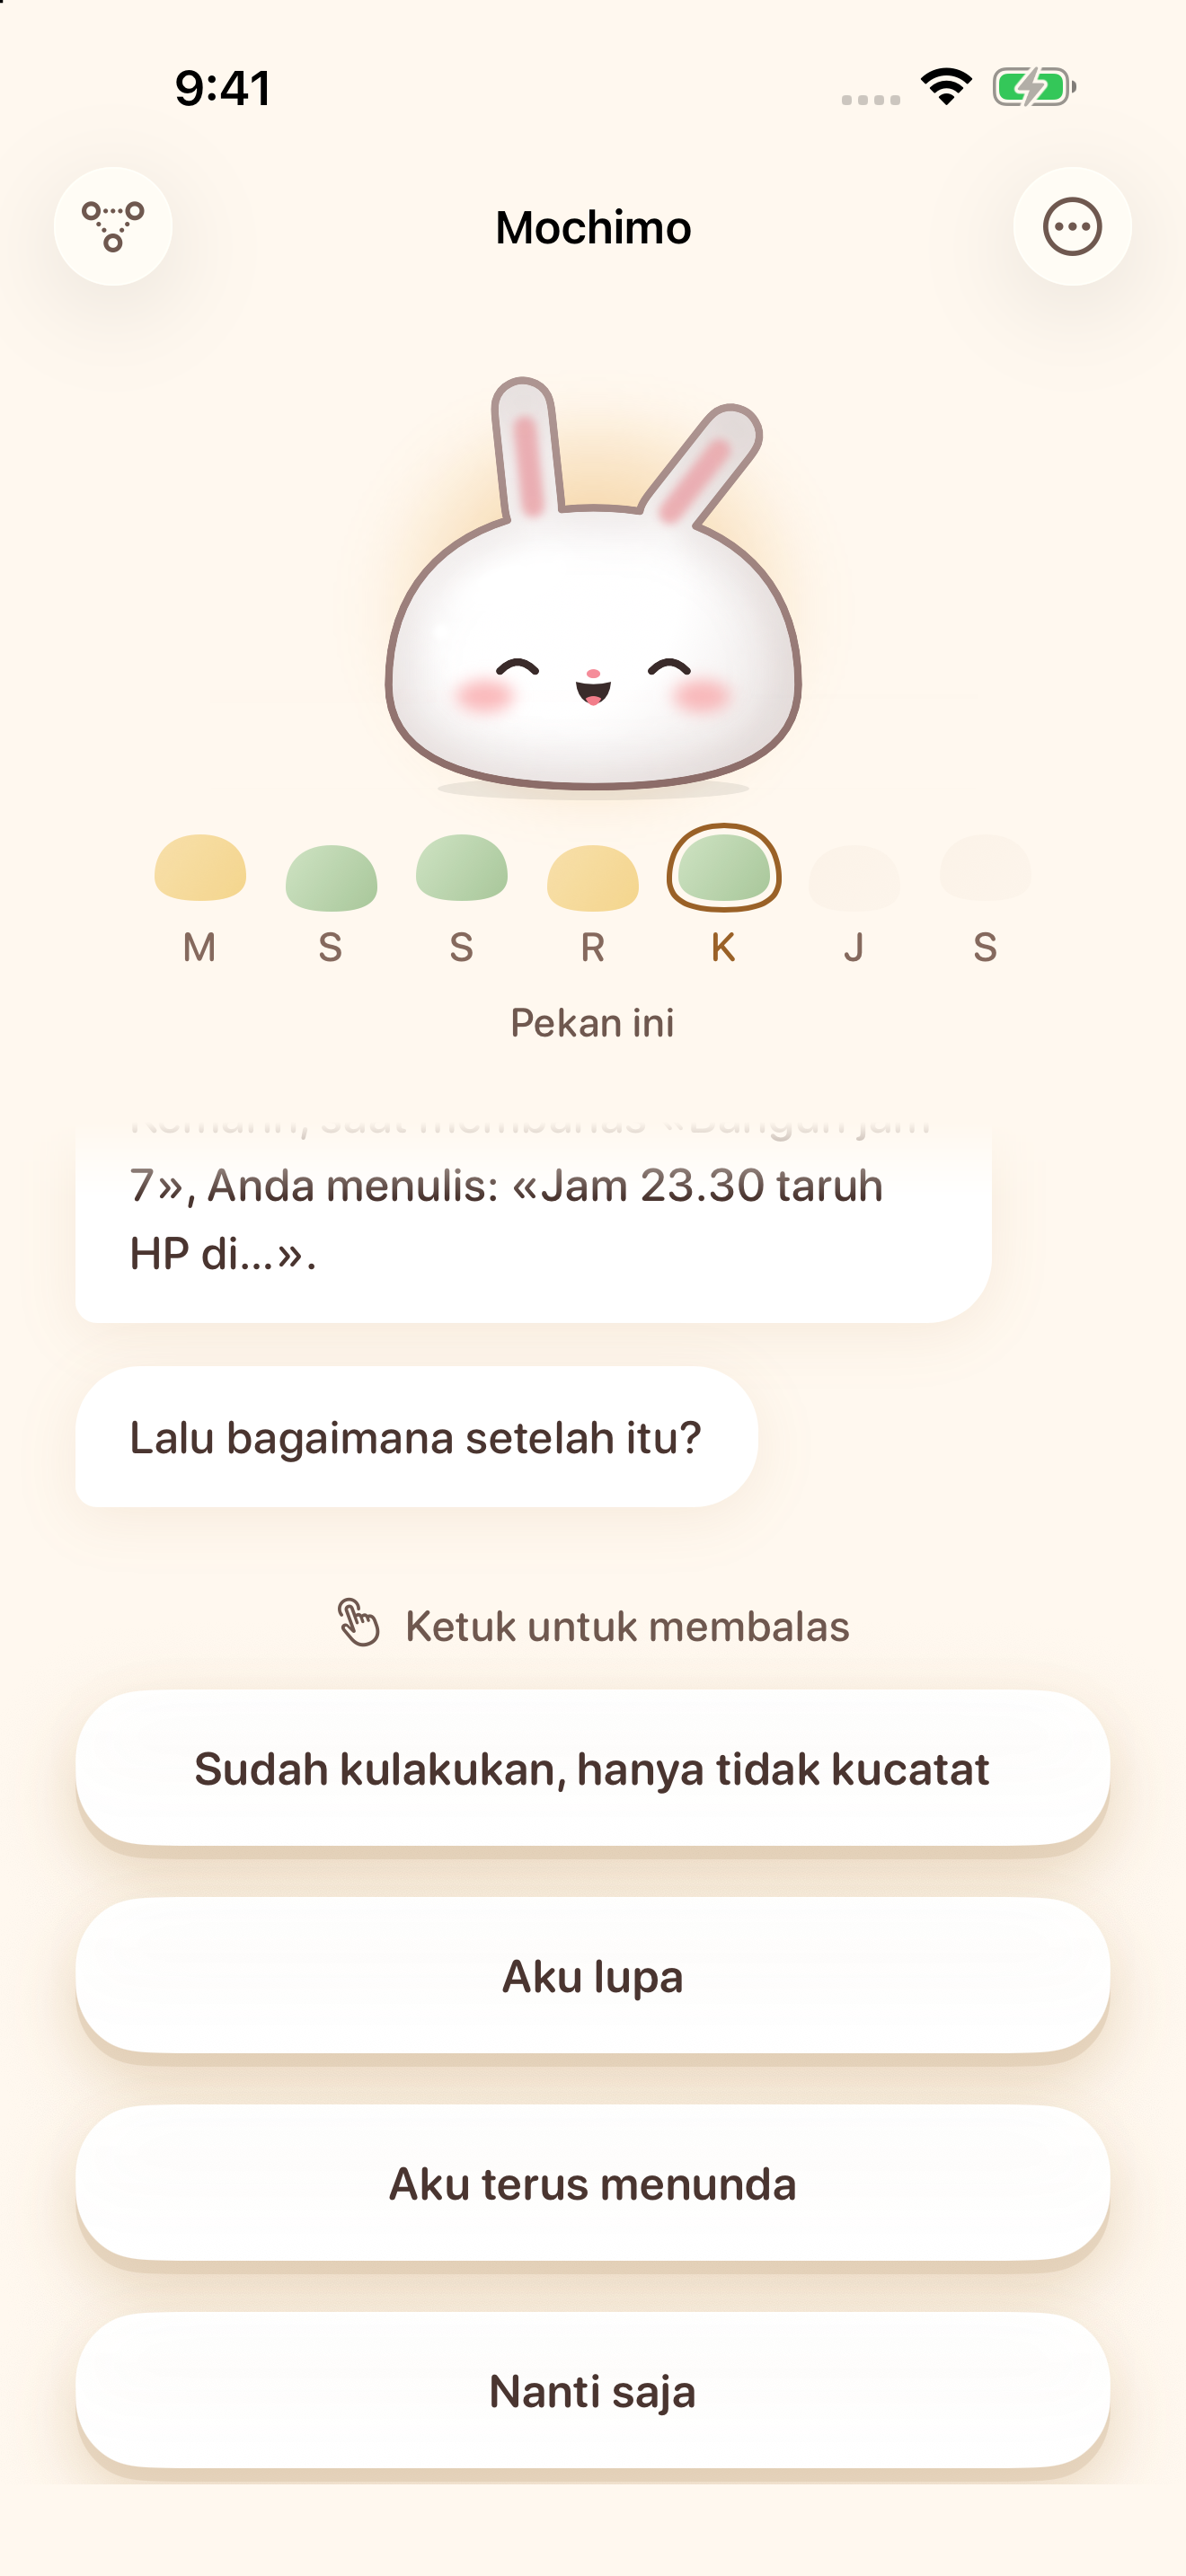 9:41
Mochimo
M S S R K J S
Pekan ini
7», Anda menulis: «Jam 23.30 taruh
HP di...».
Lalu bagaimana setelah itu?
Ketuk untuk membalas
Sudah kulakukan, hanya tidak kucatat
Aku lupa
Aku terus menunda
Nanti saja